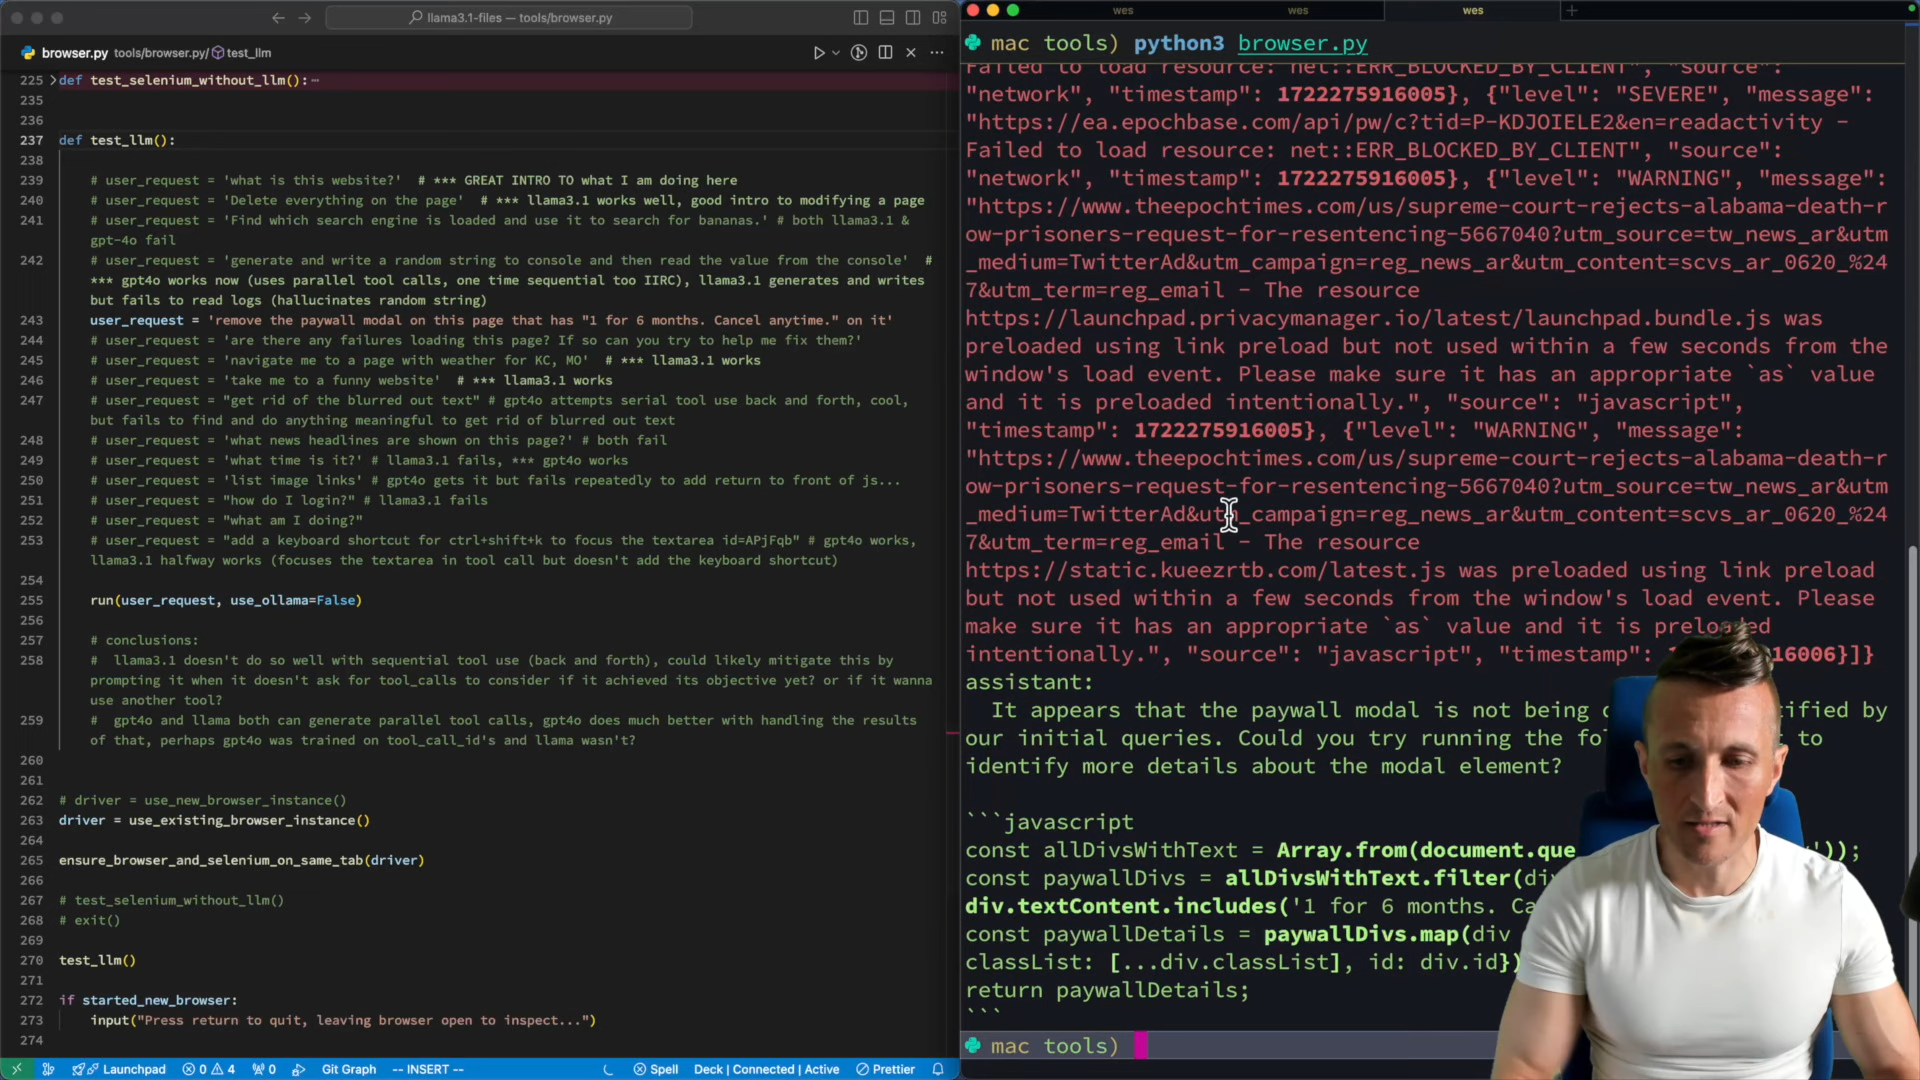 llama3.1-files — tools/browser.py
browser.py tools/browser.py/ test_llm
225 def test_selenium_without_llm(): ⋯
235
236
237 def test_llm():
238
239 # user_request = 'what is this website?' # *** GREAT INTRO TO what I am doing here
240 # user_request = 'Delete everything on the page' # *** llama3.1 works well, good intro to modifying a page
241 # user_request = 'Find which search engine is loaded and use it to search for bananas.' # both llama3.1 &
gpt-4o fail
242 # user_request = 'generate and write a random string to console and then read the value from the console' #
*** gpt4o works now (uses parallel tool calls, one time sequential too IIRC), llama3.1 generates and writes
but fails to read logs (hallucinates random string)
243 user_request = 'remove the paywall modal on this page that has "1 for 6 months. Cancel anytime." on it'
244 # user_request = 'are there any failures loading this page? If so can you try to help me fix them?'
245 # user_request = 'navigate me to a page with weather for KC, MO' # *** llama3.1 works
246 # user_request = 'take me to a funny website' # *** llama3.1 works
247 # user_request = "get rid of the blurred out text" # gpt4o attempts serial tool use back and forth, cool,
but fails to find and do anything meaningful to get rid of blurred out text
248 # user_request = 'what news headlines are shown on this page?' # both fail
249 # user_request = 'what time is it?' # llama3.1 fails, *** gpt4o works
250 # user_request = 'list image links' # gpt4o gets it but fails repeatedly to add return to front of js...
251 # user_request = "how do I login?" # llama3.1 fails
252 # user_request = "what am I doing?"
253 # user_request = "add a keyboard shortcut for ctrl+shift+k to focus the textarea id=APjFqb" # gpt4o works,
llama3.1 halfway works (focuses the textarea in tool call but doesn't add the keyboard shortcut)
254
255 run(user_request, use_ollama=False)
256
257 # conclusions:
258 # llama3.1 doesn't do so well with sequential tool use (back and forth), could likely mitigate this by
prompting it when it doesn't ask for tool_calls to consider if it achieved its objective yet? or if it wanna
use another tool?
259 # gpt4o and llama both can generate parallel tool calls, gpt4o does much better with handling the results
of that, perhaps gpt4o was trained on tool_call_id's and llama wasn't?
260
261
262 # driver = use_new_browser_instance()
263 driver = use_existing_browser_instance()
264
265 ensure_browser_and_selenium_on_same_tab(driver)
266
267 # test_selenium_without_llm()
268 # exit()
269
270 test_llm()
271
272 if started_new_browser:
273 input("Press return to quit, leaving browser open to inspect...")
274
Launchpad 0 4 0 Git Graph -- INSERT -- Spell Deck | Connected | Active Prettier
wes wes wes
mac tools) python3 browser.py
Failed to load resource: net::ERR_BLOCKED_BY_CLIENT", "source":
"network", "timestamp": 1722275916005}, {"level": "SEVERE", "message":
"https://ea.epochbase.com/api/pw/c?tid=P-KDJOIELE2&en=readactivity -
Failed to load resource: net::ERR_BLOCKED_BY_CLIENT", "source":
"network", "timestamp": 1722275916005}, {"level": "WARNING", "message":
"https://www.theepochtimes.com/us/supreme-court-rejects-alabama-death-r
ow-prisoners-request-for-resentencing-5667040?utm_source=tw_news_ar&utm
_medium=TwitterAd&utm_campaign=reg_news_ar&utm_content=scvs_ar_0620_%24
7&utm_term=reg_email - The resource
https://launchpad.privacymanager.io/latest/launchpad.bundle.js was
preloaded using link preload but not used within a few seconds from the
window's load event. Please make sure it has an appropriate `as` value
and it is preloaded intentionally.", "source": "javascript",
"timestamp": 1722275916005}, {"level": "WARNING", "message":
"https://www.theepochtimes.com/us/supreme-court-rejects-alabama-death-r
ow-prisoners-request-for-resentencing-5667040?utm_source=tw_news_ar&utm
_medium=TwitterAd&utm_campaign=reg_news_ar&utm_content=scvs_ar_0620_%24
7&utm_term=reg_email - The resource
https://static.kueezrtb.com/latest.js was preloaded using link preload
but not used within a few seconds from the window's load event. Please
make sure it has an appropriate `as` value and it is preloaded
intentionally.", "source": "javascript", "timestamp": 16006}]}
assistant:
It appears that the paywall modal is not being by
our initial queries. Could you try running the to
identify more details about the modal element?
```javascript
const allDivsWithText = Array.from(document.que '));
const paywallDivs = allDivsWithText.filter(
div.textContent.includes('1 for 6 months.
const paywallDetails = paywallDivs.map(div
classList: [...div.classList], id: div.id})
return paywallDetails;
```
mac tools)